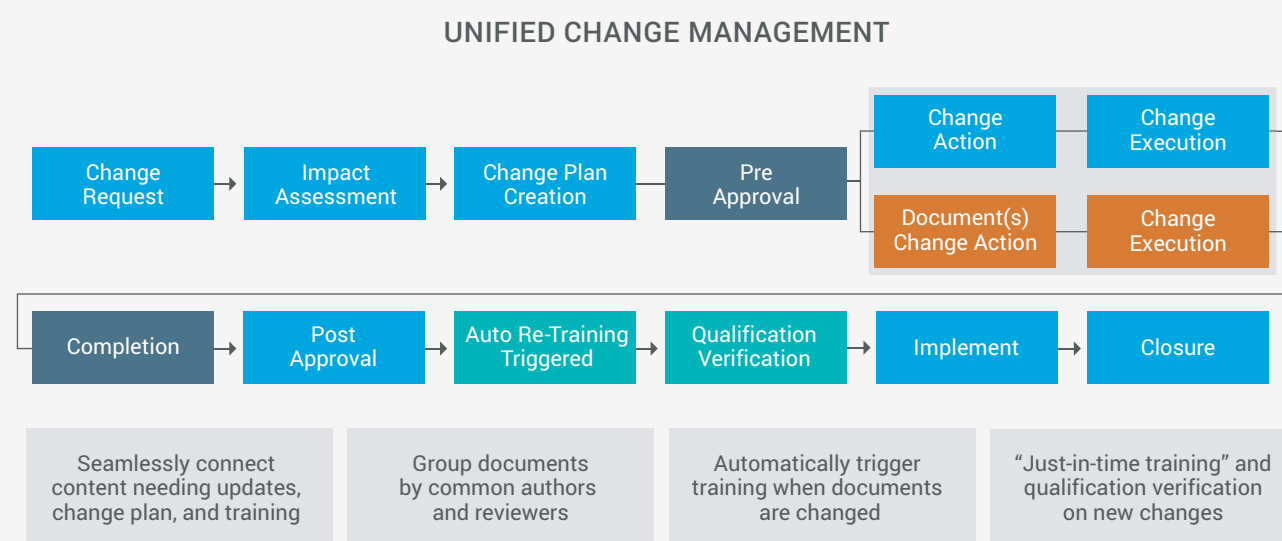 UNIFIED CHANGE MANAGEMENT
Change
Request
Impact
Assessment
Change Plan
Creation
Pre
Approval
Change
Action
Change
Execution
Document(s)
Change Action
Change
Execution
Completion
Post
Approval
Auto Re-Training
Triggered
Qualification
Verification
Implement
Closure
Seamlessly connect
content needing updates,
change plan, and training
Group documents
by common authors
and reviewers
Automatically trigger
training when documents
are changed
“Just-in-time training” and
qualification verification
on new changes